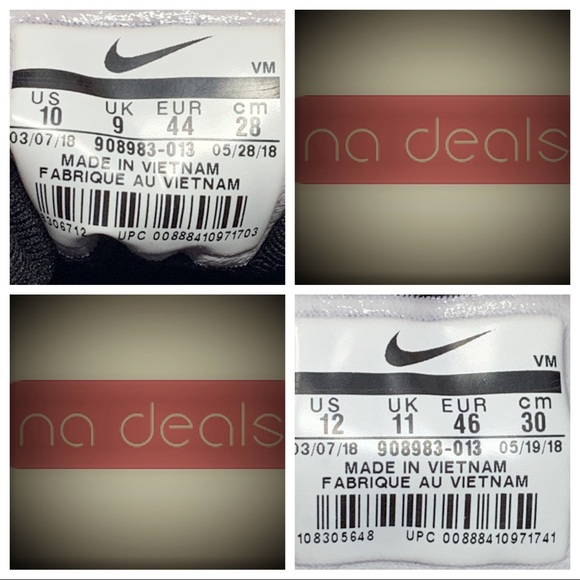 VM
US UK EUR cm
10 9 44 28
03/07/18 908983-013 05/28/18
MADE IN VIETNAM
FABRIQUE AU VIETNAM
UPC 00888410971703
na deals
na deals
VM
US UK EUR cm
12 11 46 30
03/07/18 908983-013 05/19/18
MADE IN VIETNAM
FABRIQUE AU VIETNAM
108305648 UPC 00888410971741